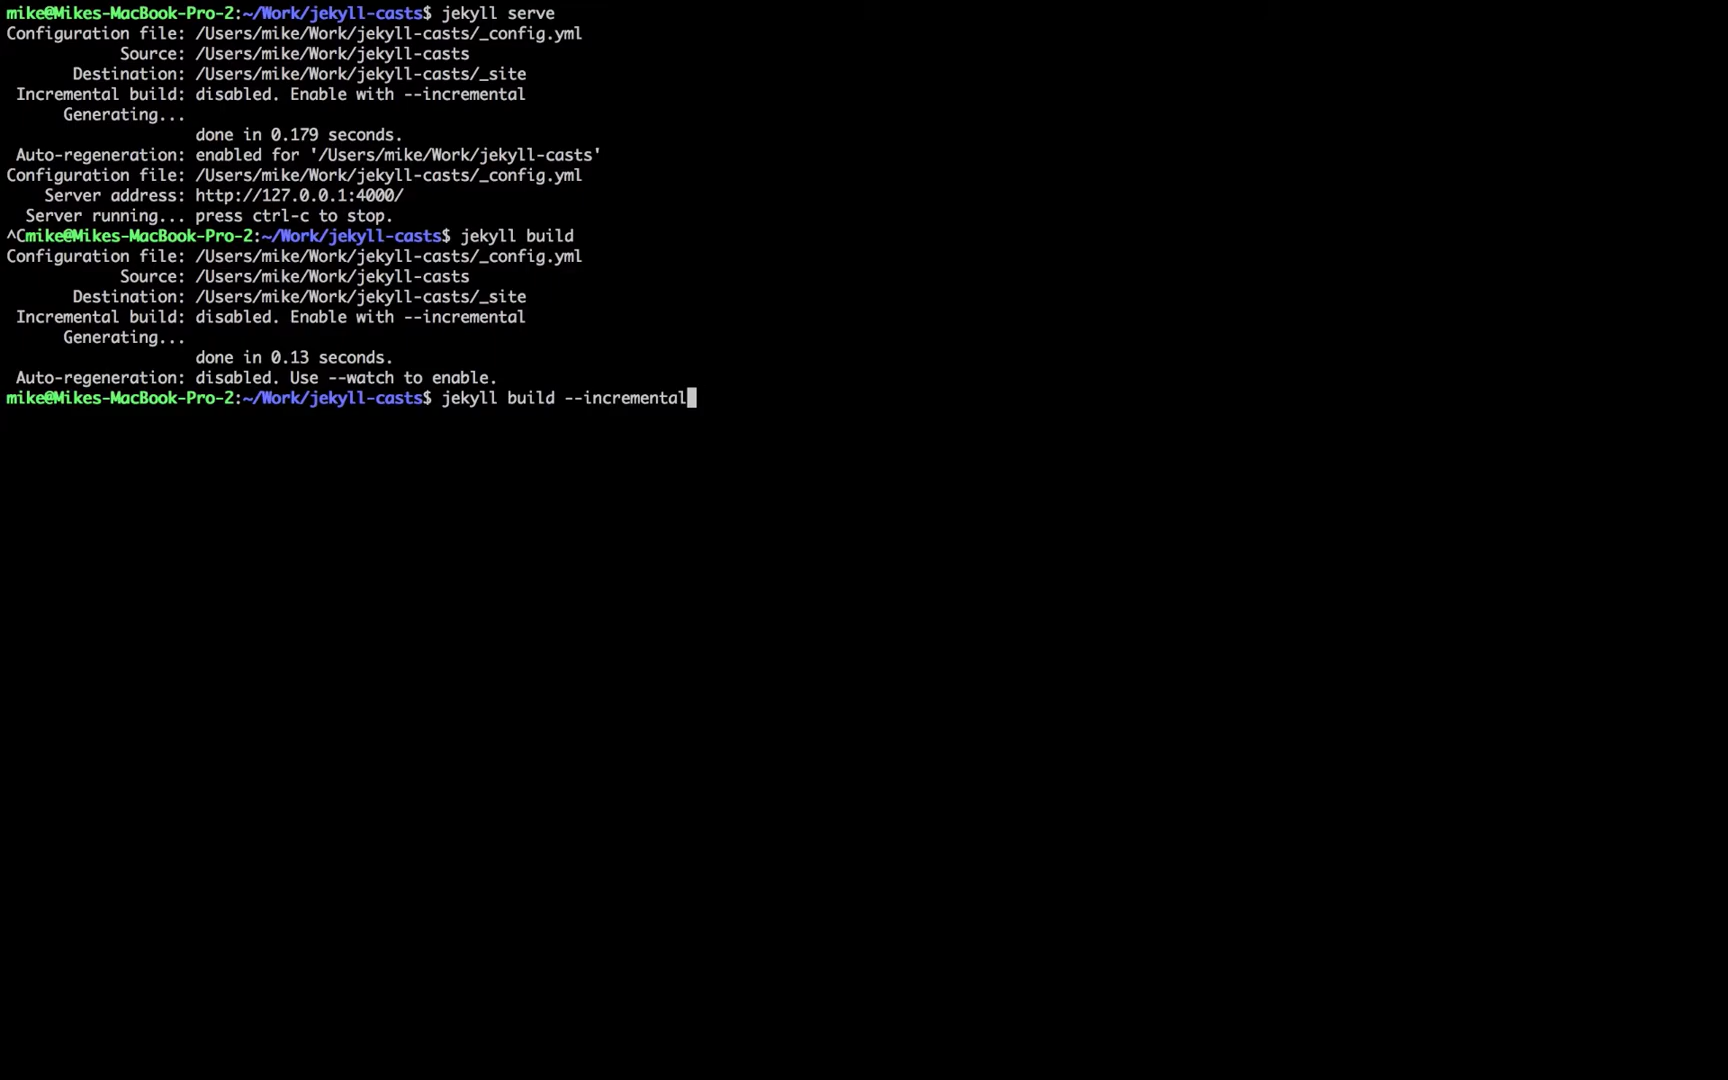 mike@Mikes-MacBook-Pro-2:~/Work/jekyll-casts$ jekyll serve
Configuration file: /Users/mike/Work/jekyll-casts/_config.yml
Source: /Users/mike/Work/jekyll-casts
Destination: /Users/mike/Work/jekyll-casts/_site
Incremental build: disabled. Enable with --incremental
Generating...
done in 0.179 seconds.
Auto-regeneration: enabled for '/Users/mike/Work/jekyll-casts'
Configuration file: /Users/mike/Work/jekyll-casts/_config.yml
Server address: http://127.0.0.1:4000/
Server running... press ctrl-c to stop.
^Cmike@Mikes-MacBook-Pro-2:~/Work/jekyll-casts$ jekyll build
Configuration file: /Users/mike/Work/jekyll-casts/_config.yml
Source: /Users/mike/Work/jekyll-casts
Destination: /Users/mike/Work/jekyll-casts/_site
Incremental build: disabled. Enable with --incremental
Generating...
done in 0.13 seconds.
Auto-regeneration: disabled. Use --watch to enable.
mike@Mikes-MacBook-Pro-2:~/Work/jekyll-casts$ jekyll build --incremental